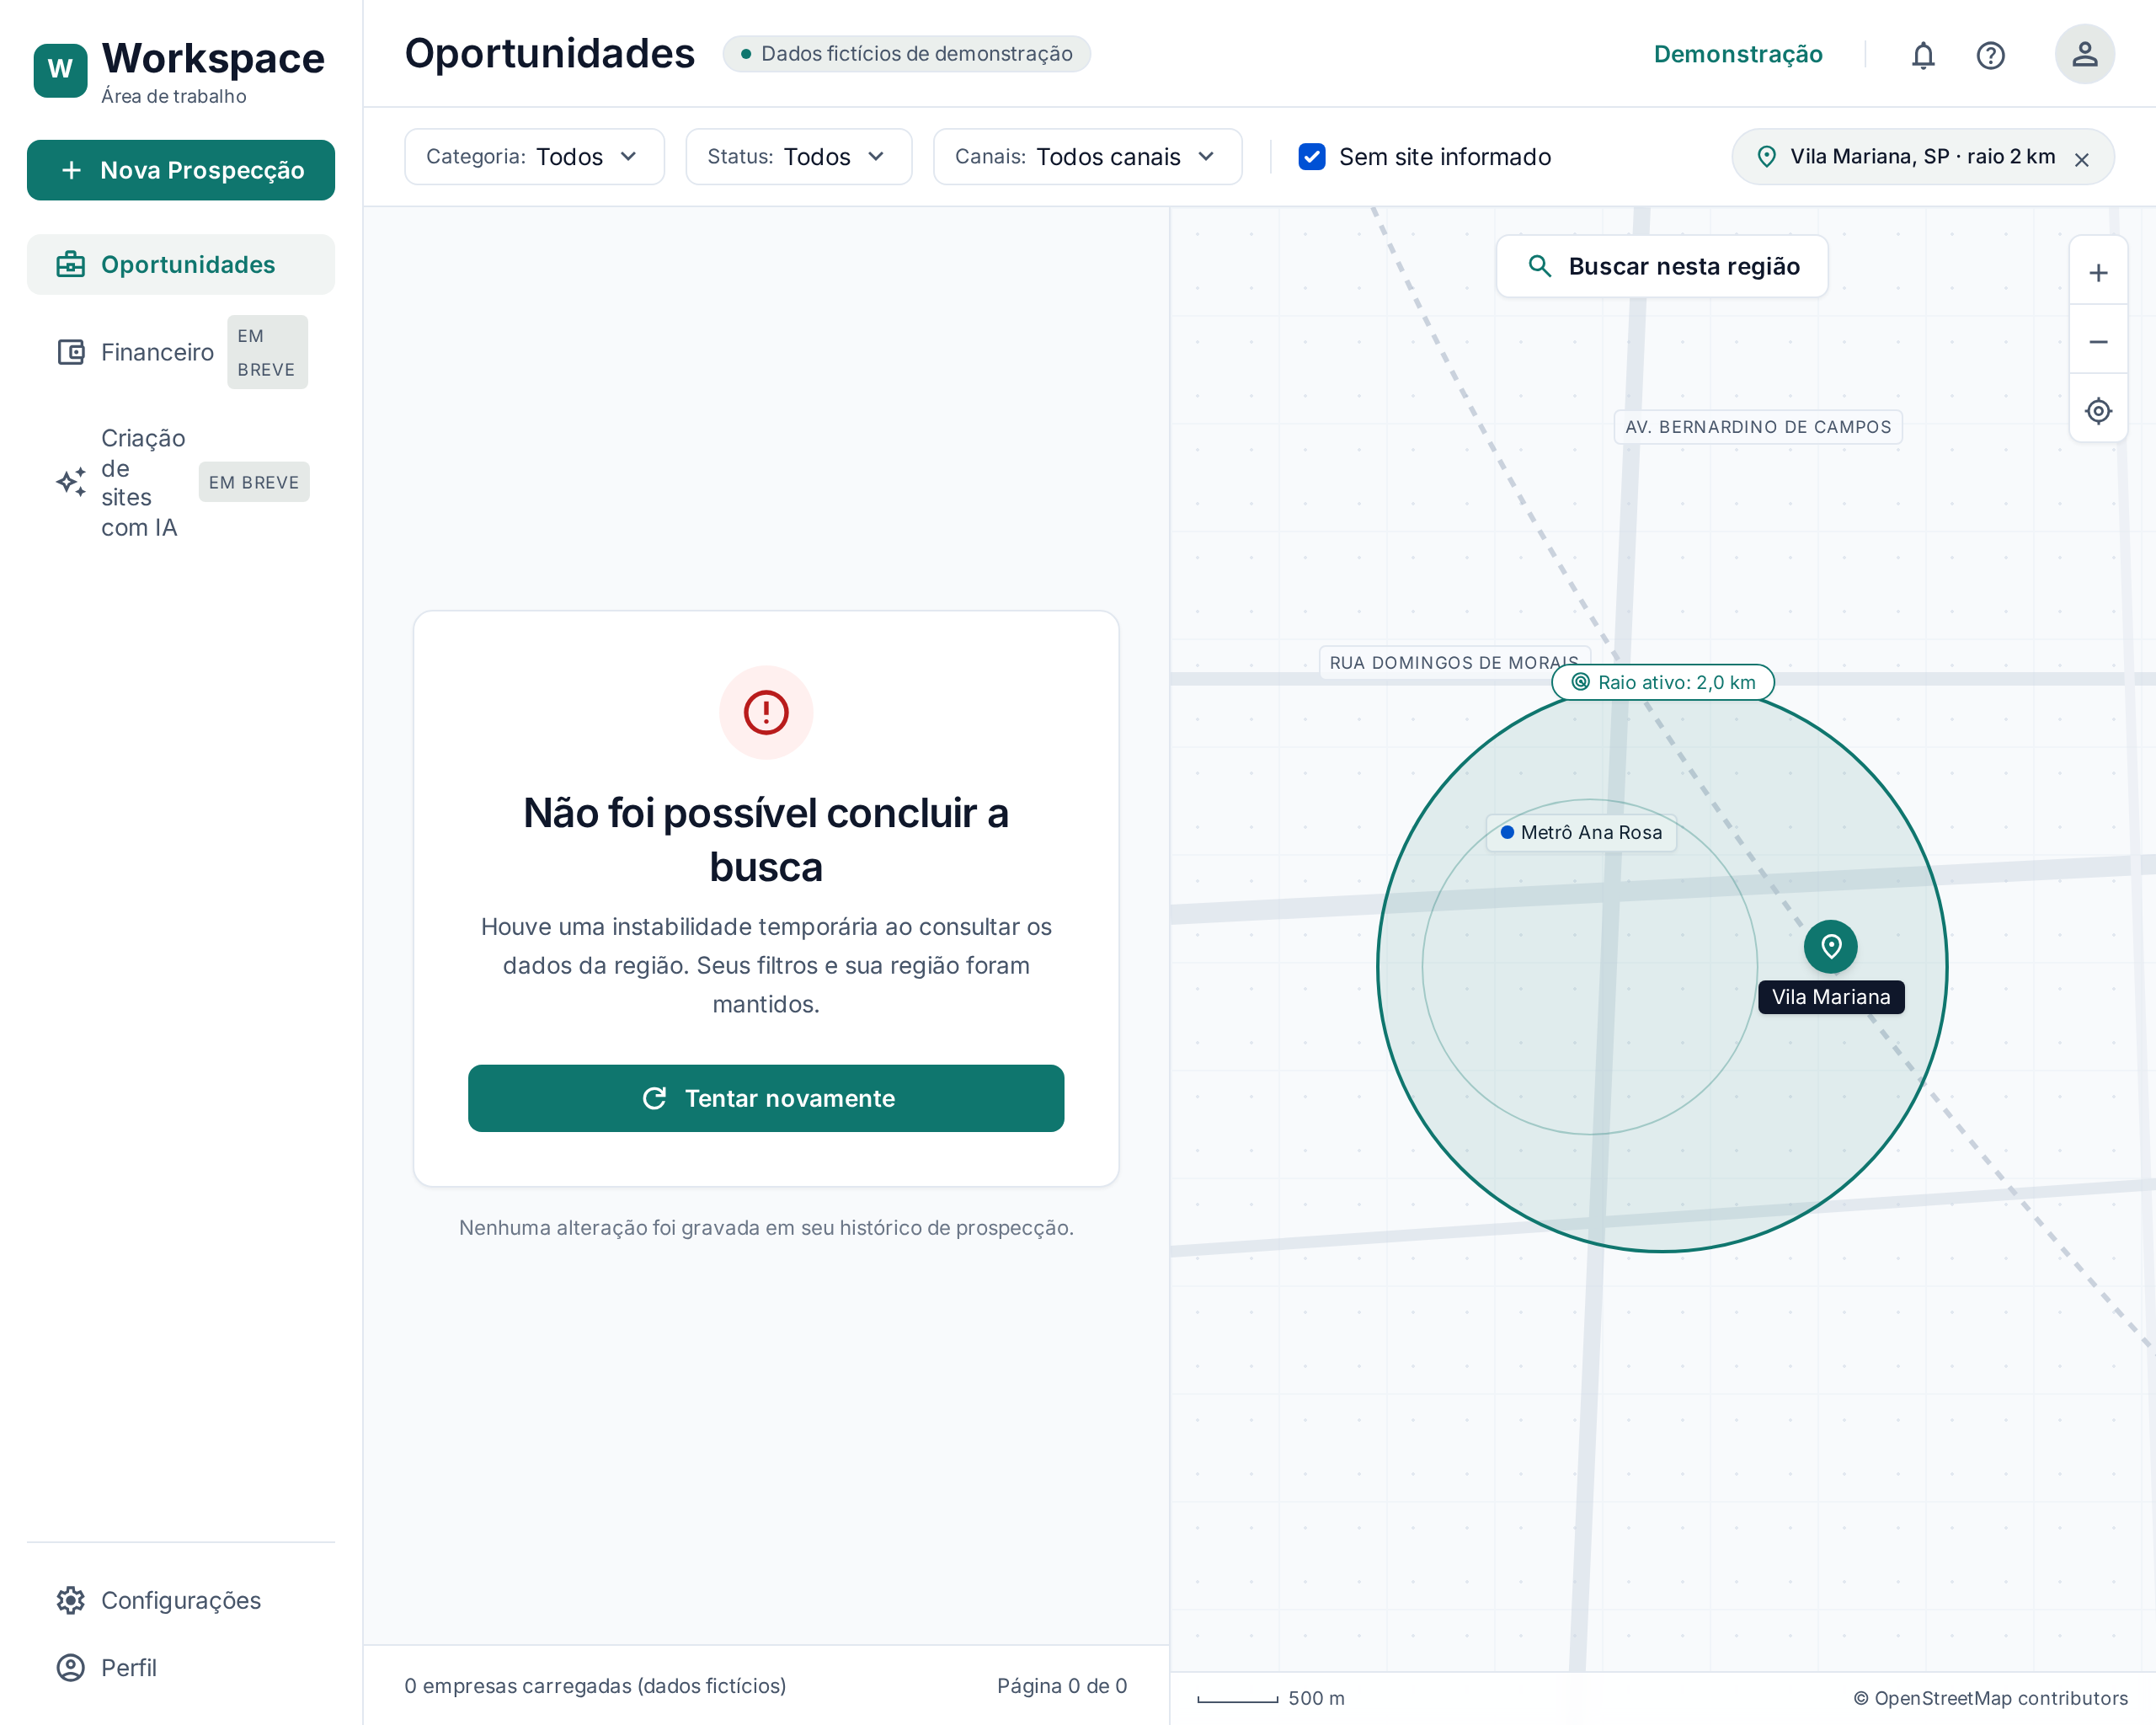 W
Workspace
Área de trabalho
Nova Prospecção
Oportunidades
Financeiro
EM
BREVE
Criação
de
sites
com IA
EM BREVE
Configurações
Perfil
Oportunidades
Dados fictícios de demonstração
Demonstração
Categoria: Todos
Status: Todos
Canais: Todos canais
Sem site informado
Vila Mariana, SP · raio 2 km
Não foi possível concluir a
busca
Houve uma instabilidade temporária ao consultar os
dados da região. Seus filtros e sua região foram
mantidos.
Tentar novamente
Nenhuma alteração foi gravada em seu histórico de prospecção.
0 empresas carregadas (dados fictícios)
Página 0 de 0
Buscar nesta região
AV. BERNARDINO DE CAMPOS
RUA DOMINGOS DE MORAIS
Raio ativo: 2,0 km
Metrô Ana Rosa
Vila Mariana
500 m
© OpenStreetMap contributors